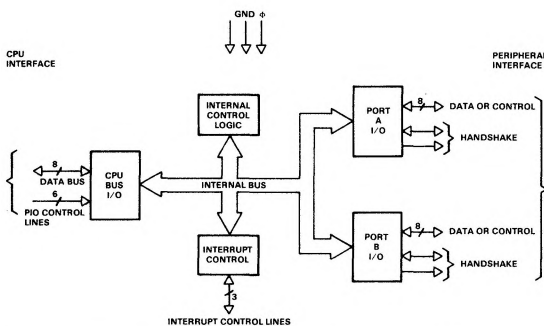 GND Φ
CPU
INTERFACE
PERIPHERAL
INTERFACE
INTERNAL
CONTROL
LOGIC
PORT
A
I/O
8
DATA OR CONTROL
HANDSHAKE
8
DATA BUS
6
PIO CONTROL
LINES
CPU
BUS
I/O
INTERNAL BUS
INTERRUPT
CONTROL
3
INTERRUPT CONTROL LINES
PORT
B
I/O
8
DATA OR CONTROL
HANDSHAKE